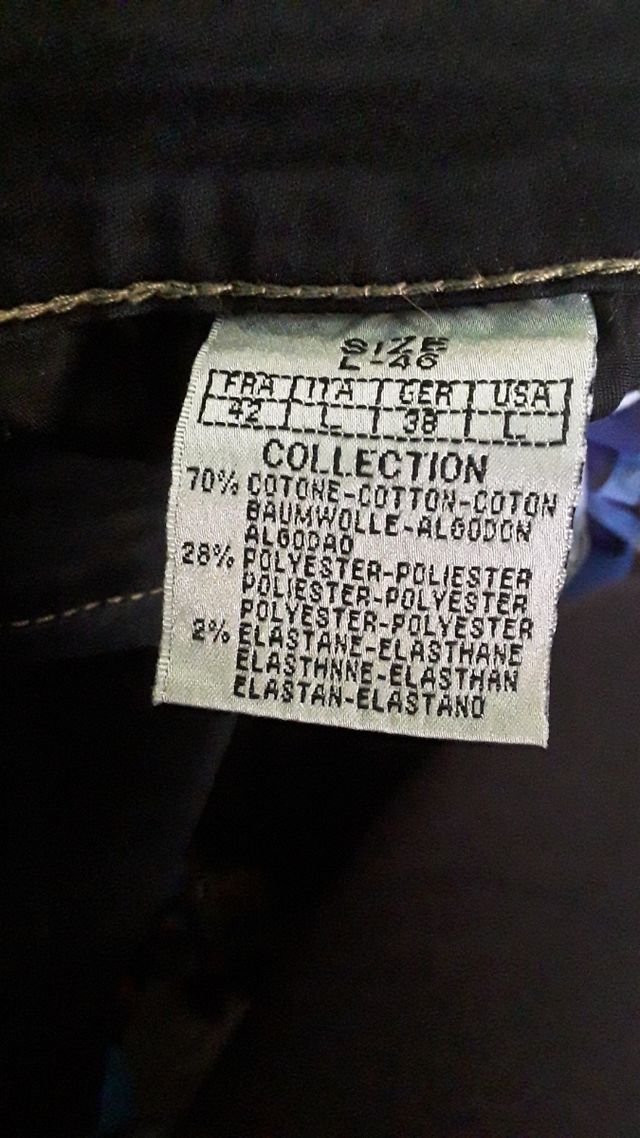 SIZE
L-46
FRA ITA GER USA
42 L 38 L
COLLECTION
70% COTONE-COTTON-COTON
BAUMWOLLE-ALGODON
ALGODAO
28% POLYESTER-POLIESTER
POLIESTER-POLYESTER
POLYESTER-POLYESTER
2% ELASTANE-ELASTHANE
ELASTHNNE-ELASTHAN
ELASTAN-ELASTANO